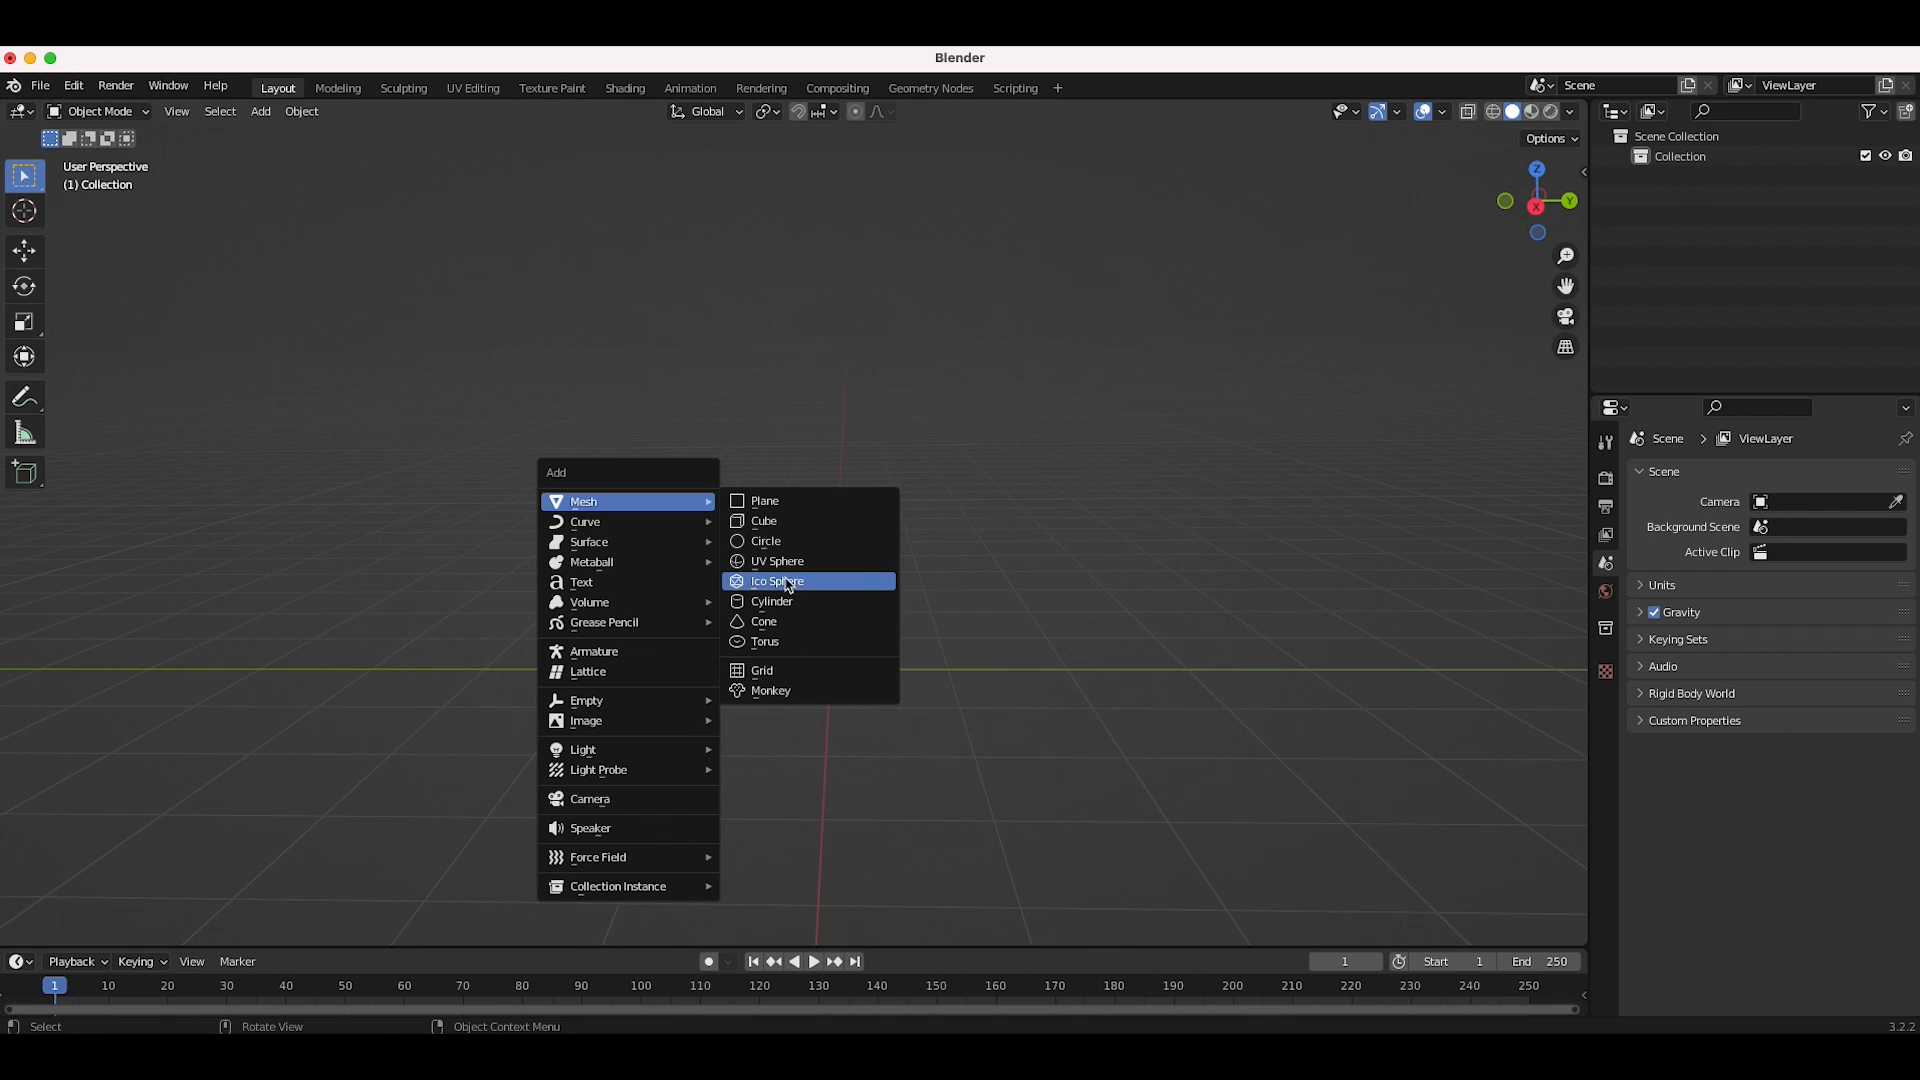 Blender
File Edit Render Window Help Layout Modeling Sculpting UV Editing Texture Paint Shading Animation Rendering Compositing Geometry Nodes Scripting + Scene ViewLayer
Object Mode View Select Add Object Global
Options
User Perspective
(1) Collection
Z
Y
X
Scene Collection
Collection
Scene > ViewLayer
Scene
Camera
Background Scene
Active Clip
Units
Gravity
Keying Sets
Audio
Rigid Body World
Custom Properties
Add
Mesh
Curve
Surface
Metaball
Text
Volume
Grease Pencil
Armature
Lattice
Empty
Image
Light
Light Probe
Camera
Speaker
Force Field
Collection Instance
Plane
Cube
Circle
UV Sphere
Ico Sphere
Cylinder
Cone
Torus
Grid
Monkey
Playback Keying View Marker 1 Start 1 End 250
1 10 20 30 40 50 60 70 80 90 100 110 120 130 140 150 160 170 180 190 200 210 220 230 240 250
Select Rotate View Object Context Menu 3.2.2